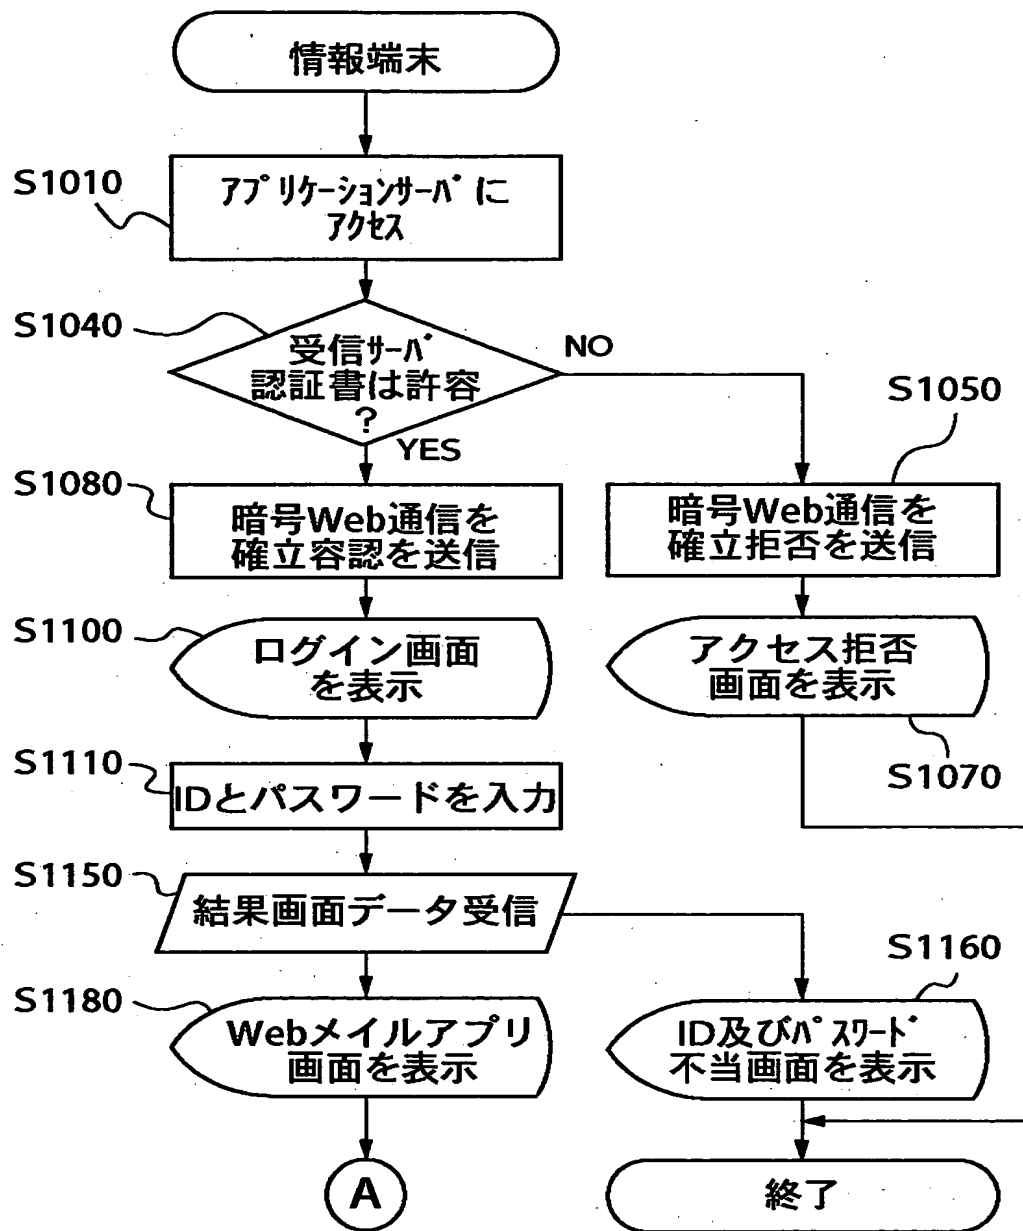 情報端末
S1010
ｱﾌﾟﾘｹｰｼｮﾝｻｰﾊﾞに
ｱｸｾｽ
S1040
受信ｻｰﾊﾞ
認証書は許容
?
NO
YES
S1050
S1080
暗号Web通信を
確立容認を送信
暗号Web通信を
確立拒否を送信
S1100
ログイン画面
を表示
アクセス拒否
画面を表示
S1070
S1110
IDとパスワードを入力
S1150
結果画面データ受信
S1160
S1180
Webメイルアプリ
画面を表示
ID及びﾊﾟｽﾜｰﾄﾞ
不当画面を表示
A
終了